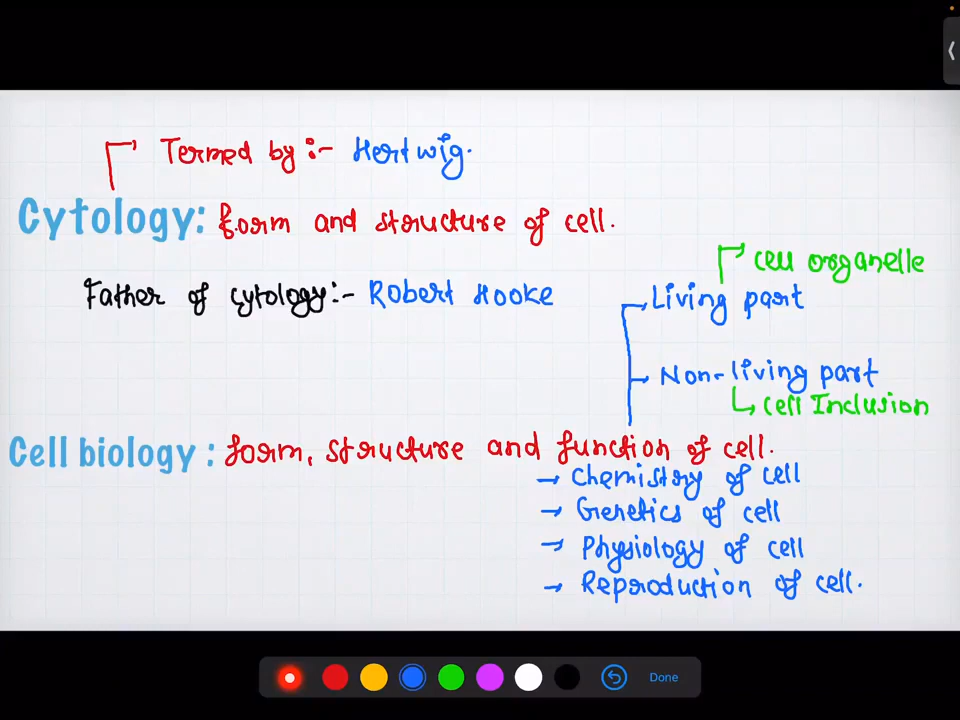 Termed by :- Hertwig.
Cytology: form and structure of cell.
cell organelle
Father of cytology:- Robert Hooke
Living part
Non-living part
cell Inclusion
Cell biology : form, structure and function of cell.
→ Chemistry of cell
→ Genetics of cell
→ Physiology of cell
→ Reproduction of cell.
Done